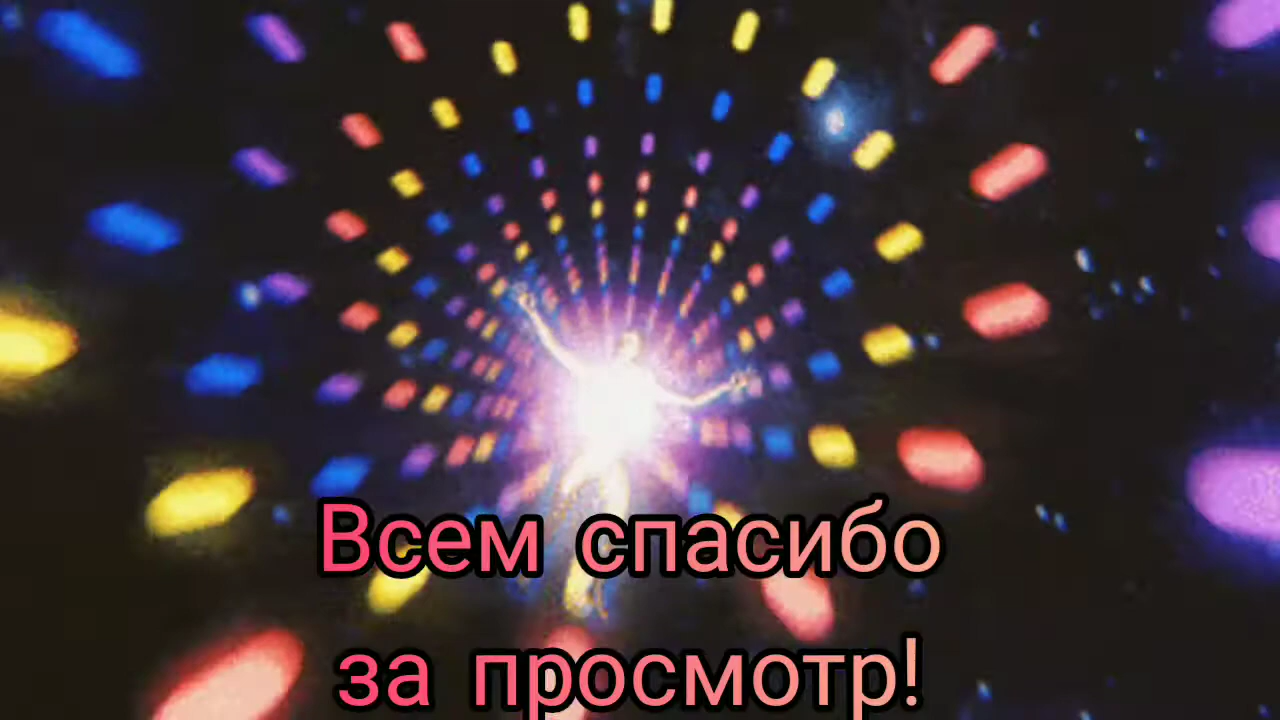 Всем спасибо
за просмотр!